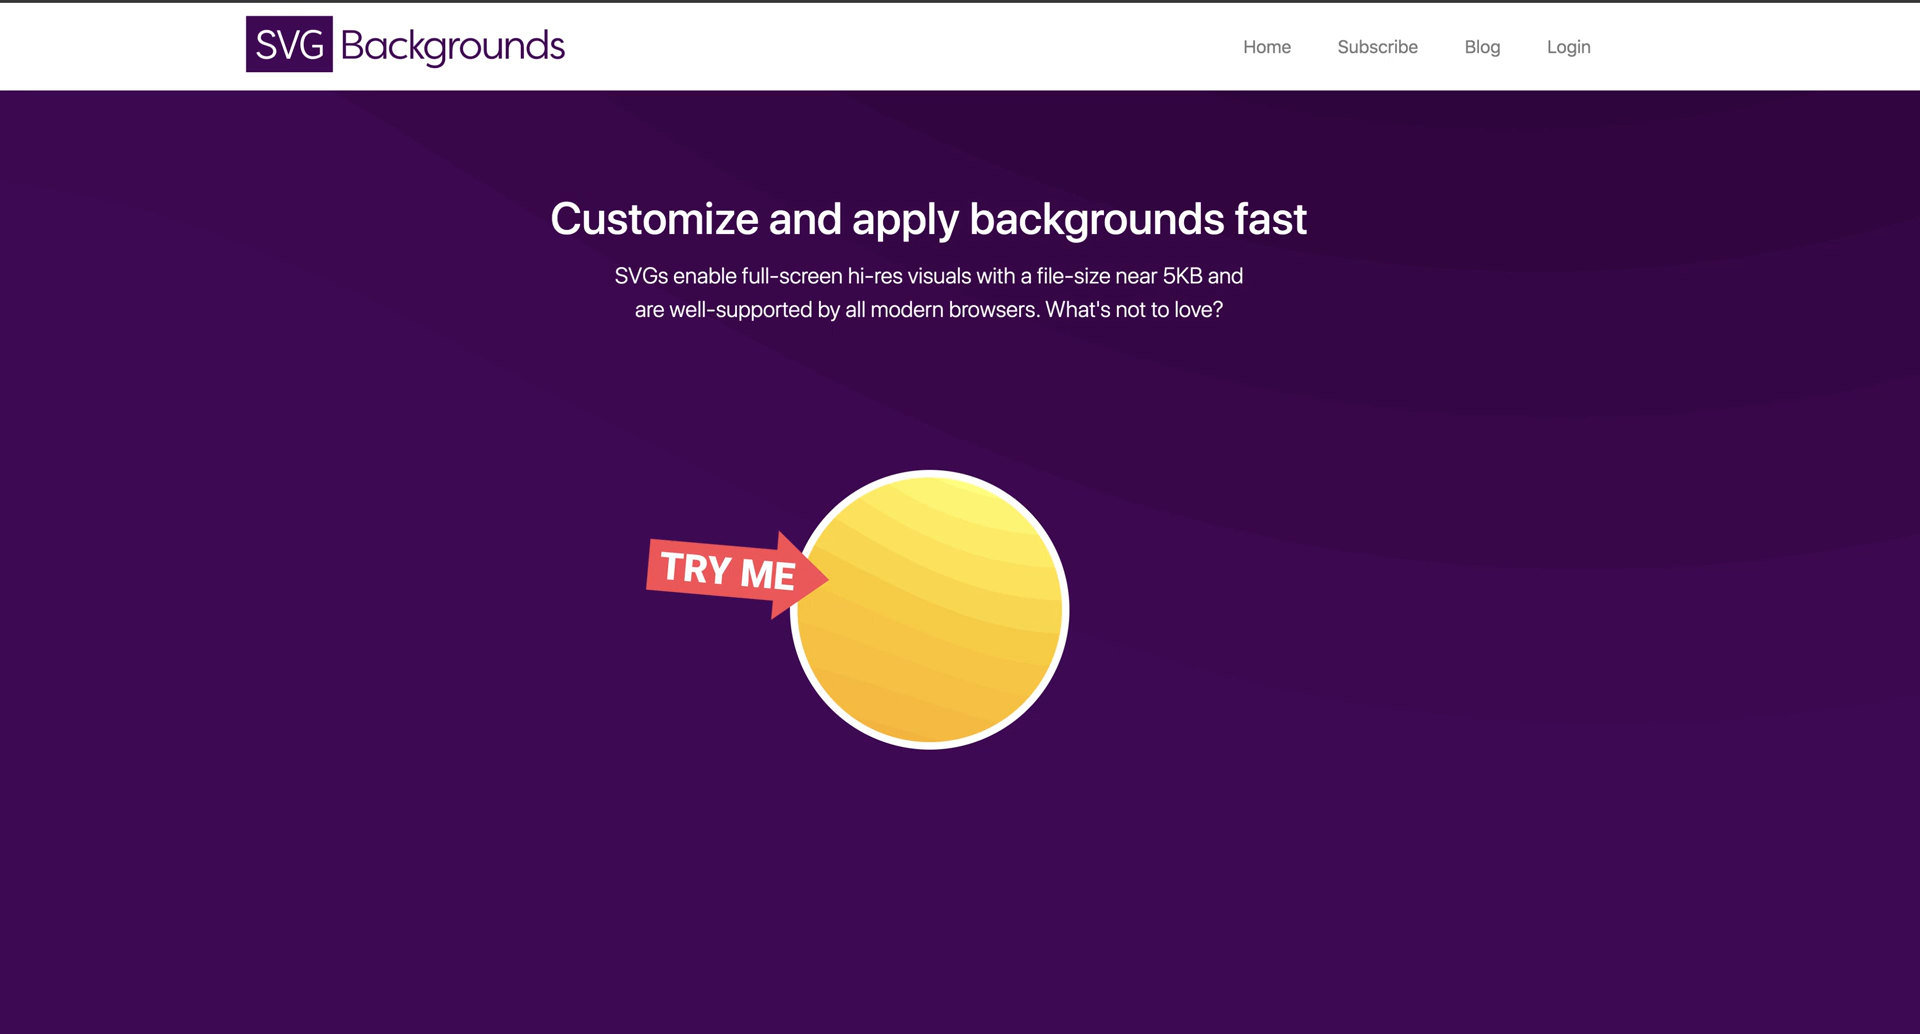 SVG Backgrounds
Home
Subscribe
Blog
Login
Customize and apply backgrounds fast
SVGs enable full-screen hi-res visuals with a file-size near 5KB and
are well-supported by all modern browsers. What's not to love?
TRY ME